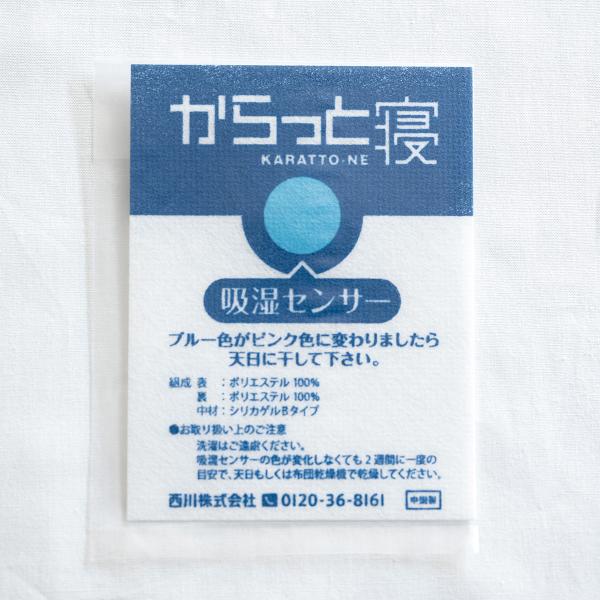 からっと寝
KARATTO-NE
吸湿センサー
ブルー色がピンク色に変わりましたら
天日に干して下さい。
組成 表 : ポリエステル 100%
裏 : ポリエステル 100%
中材 : シリカゲルBタイプ
●お取り扱い上のご注意
洗濯はご遠慮ください。
吸湿センサーの色が変化しなくても2週間に一度の
目安で、天日もしくは布団乾燥機で乾燥してください。
西川株式会社 0120-36-8161
中国製